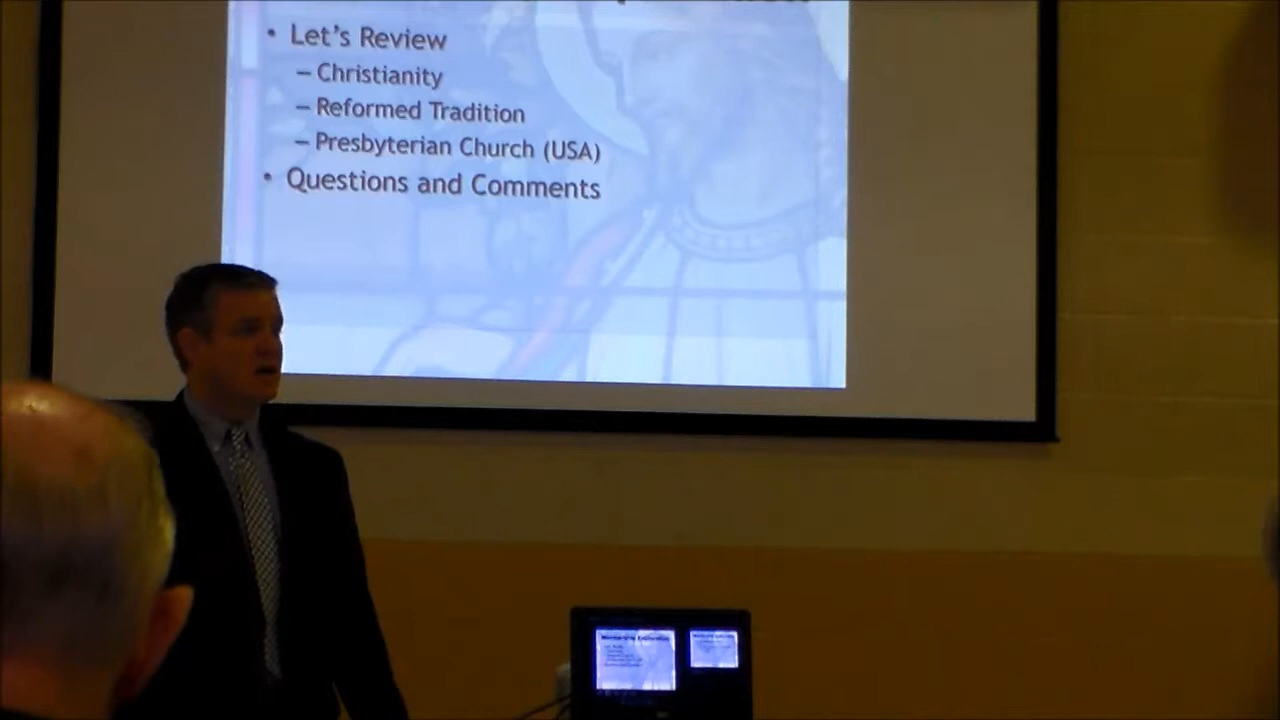 • Let's Review
– Christianity
– Reformed Tradition
– Presbyterian Church (USA)
• Questions and Comments